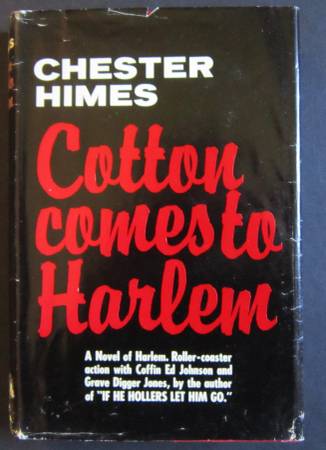 CHESTER
HIMES
Cotton
comes to
Harlem
A Novel of Harlem. Roller-coaster
action with Coffin Ed Johnson and
Grave Digger Jones, by the author
of "IF HE HOLLERS LET HIM GO."